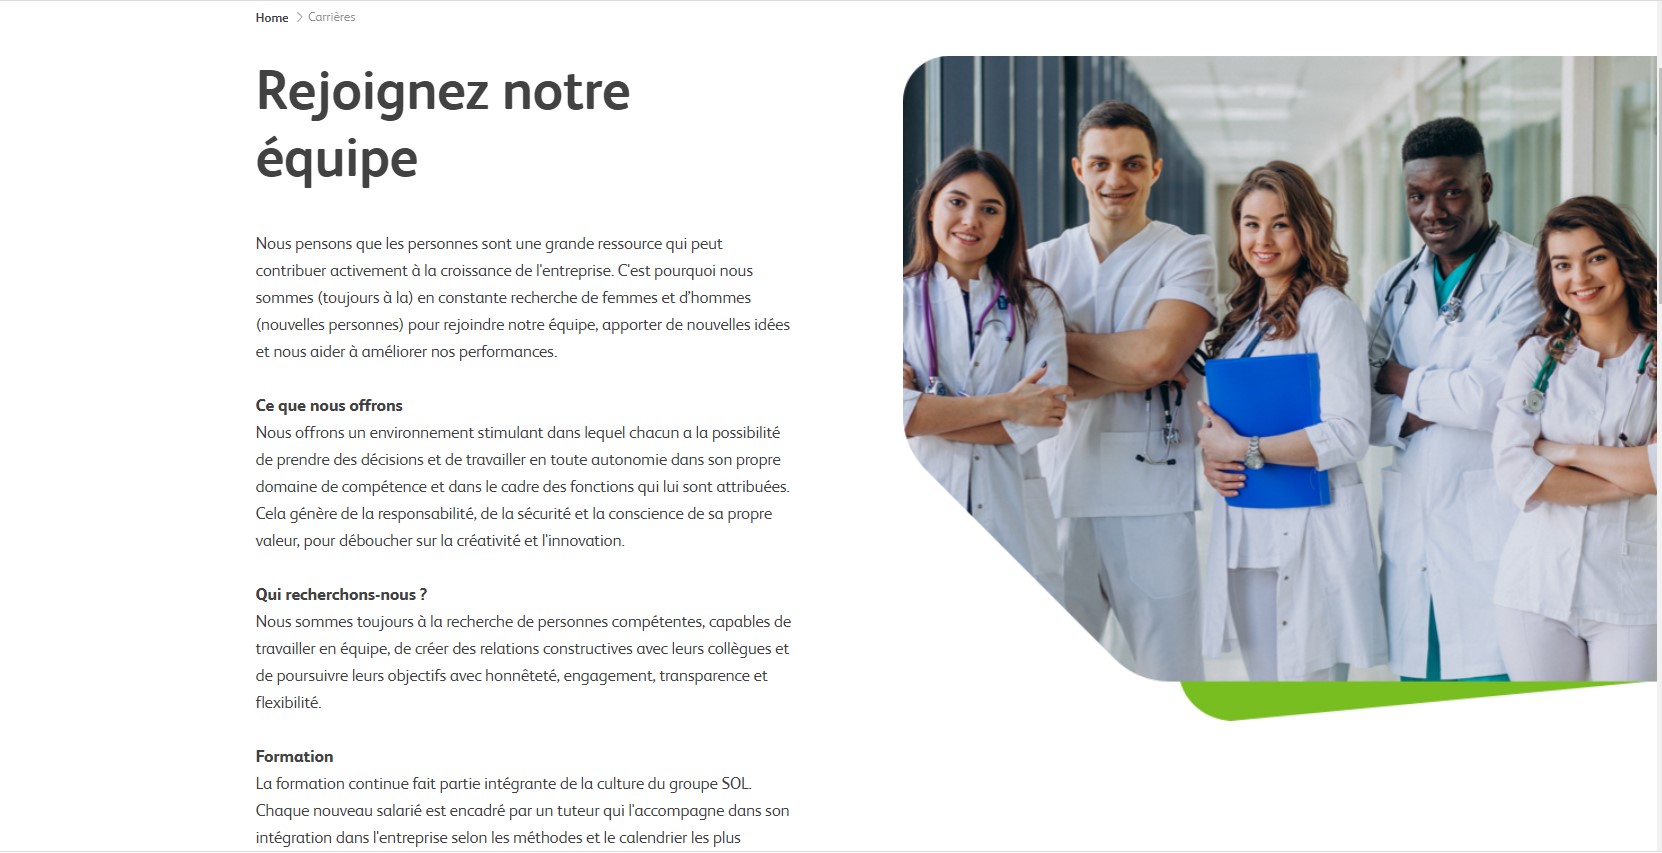 Home > Carrières
Rejoignez notre
équipe
Nous pensons que les personnes sont une grande ressource qui peut
contribuer activement à la croissance de l'entreprise. C'est pourquoi nous
sommes (toujours à la) en constante recherche de femmes et d’hommes
(nouvelles personnes) pour rejoindre notre équipe, apporter de nouvelles idées
et nous aider à améliorer nos performances.
Ce que nous offrons
Nous offrons un environnement stimulant dans lequel chacun a la possibilité
de prendre des décisions et de travailler en toute autonomie dans son propre
domaine de compétence et dans le cadre des fonctions qui lui sont attribuées.
Cela génère de la responsabilité, de la sécurité et la conscience de sa propre
valeur, pour déboucher sur la créativité et l'innovation.
Qui recherchons-nous ?
Nous sommes toujours à la recherche de personnes compétentes, capables de
travailler en équipe, de créer des relations constructives avec leurs collègues et
de poursuivre leurs objectifs avec honnêteté, engagement, transparence et
flexibilité.
Formation
La formation continue fait partie intégrante de la culture du groupe SOL.
Chaque nouveau salarié est encadré par un tuteur qui l'accompagne dans son
intégration dans l'entreprise selon les méthodes et le calendrier les plus